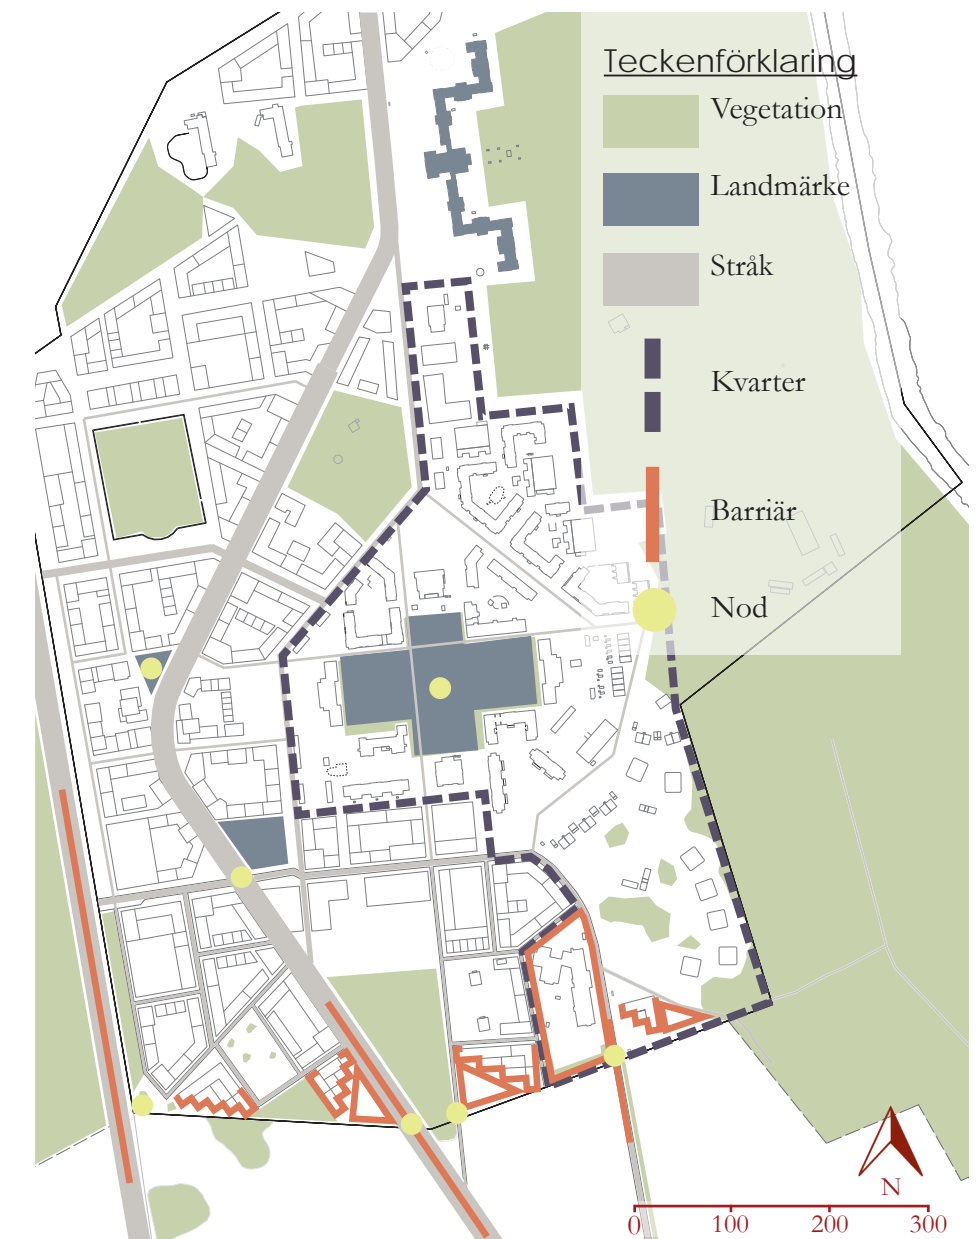 Teckenförklaring
Vegetation
Landmärke
Stråk
Kvarter
Barriär
Nod
N
0 100 200 300